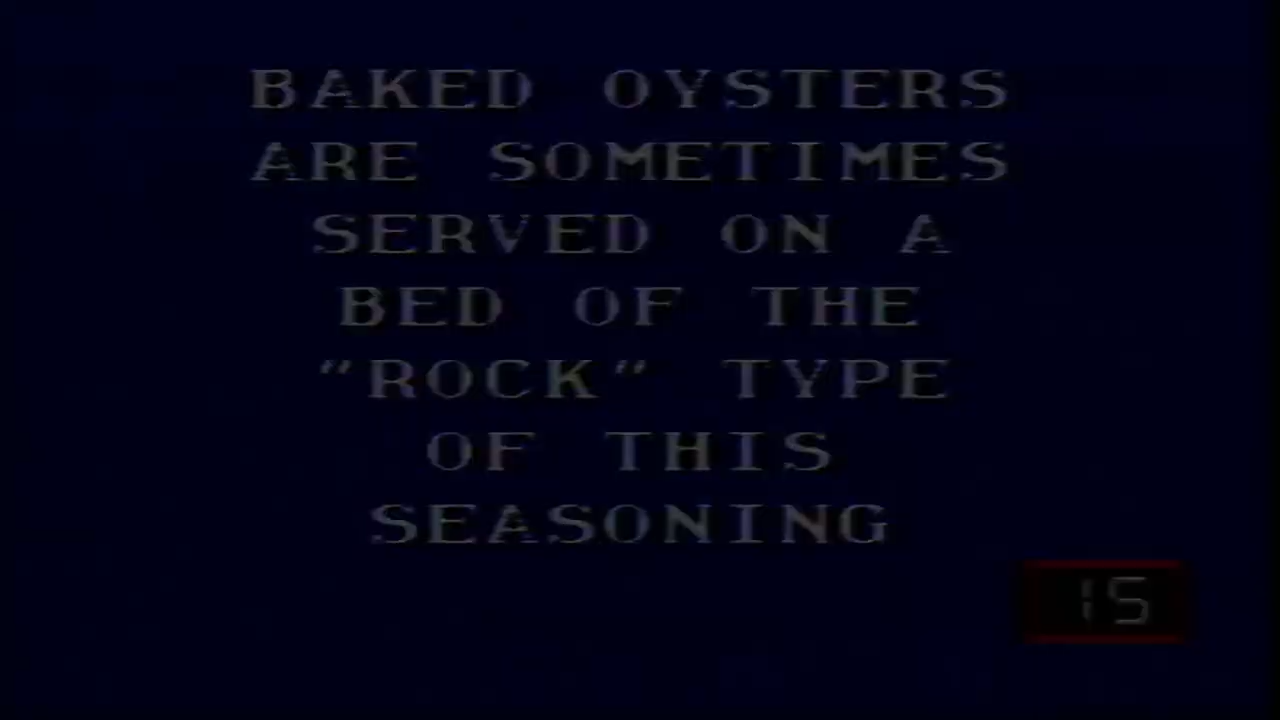 BAKED OYSTERS
ARE SOMETIMES
SERVED ON A
BED OF THE
"ROCK" TYPE
OF THIS
SEASONING
15